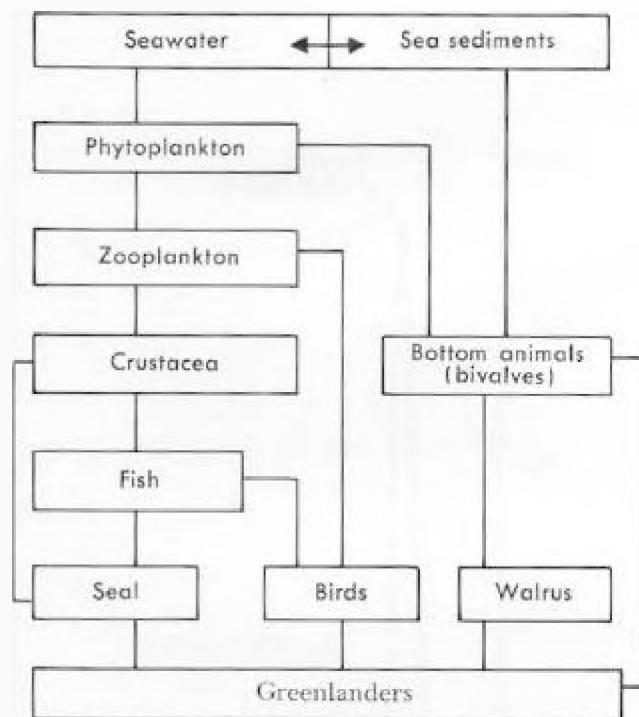 Seawater
Sea sediments
Phytoplankton
Zooplankton
Crustacea
Bottom animals
(bivalves)
Fish
Seal
Birds
Walrus
Greenlanders